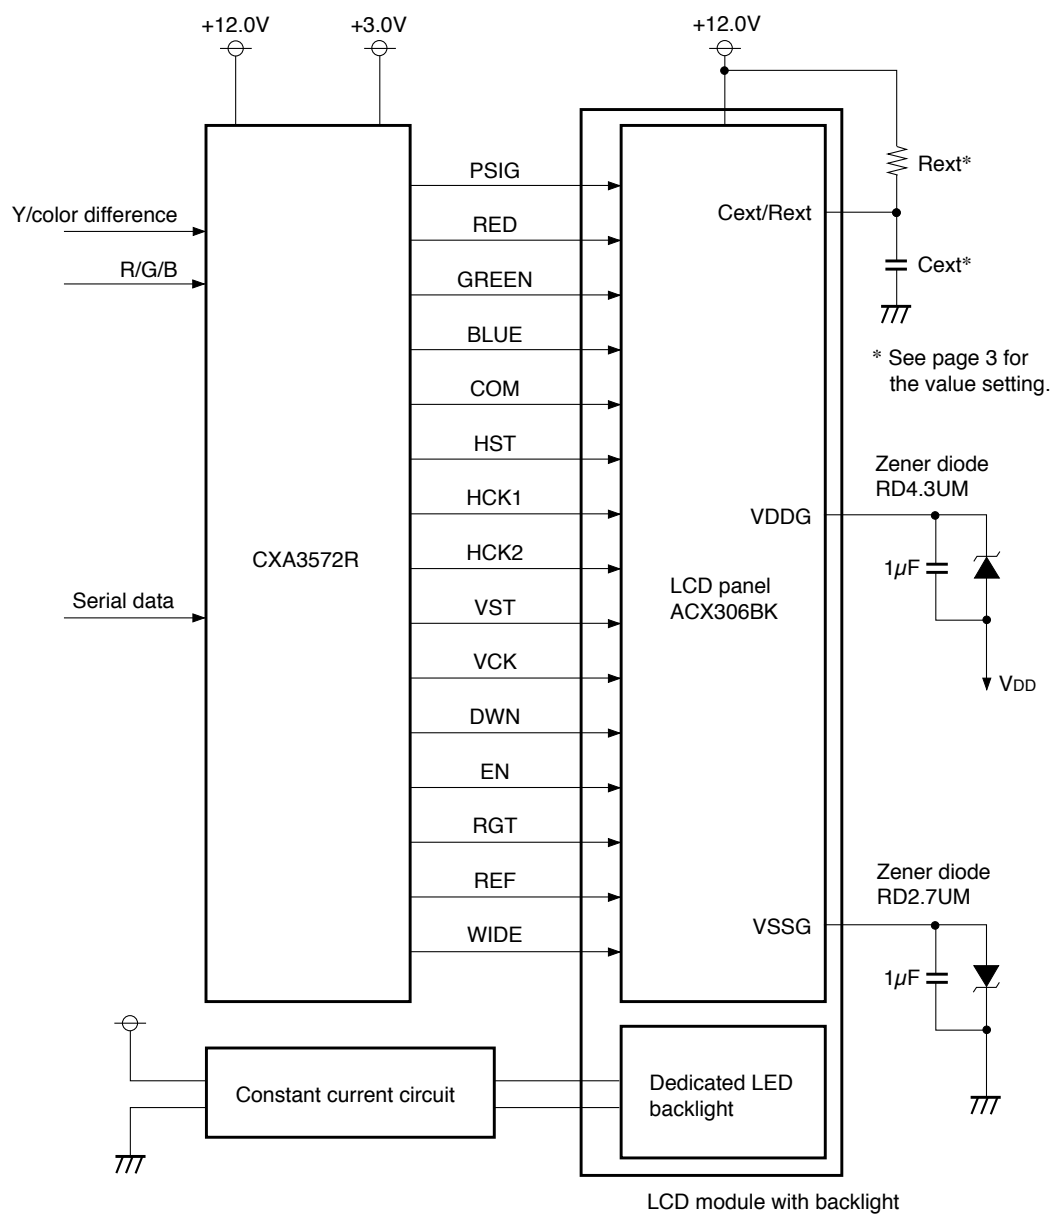 +12.0V
+3.0V
+12.0V
PSIG
Rext*
Y/color difference
RED
Cext/Rext
R/G/B
GREEN
Cext*
BLUE
* See page 3 for
the value setting.
COM
HST
Zener diode
RD4.3UM
HCK1
VDDG
CXA3572R
HCK2
1µF
LCD panel
ACX306BK
Serial data
VST
VCK
VDD
DWN
EN
RGT
REF
Zener diode
RD2.7UM
WIDE
VSSG
1µF
Constant current circuit
Dedicated LED
backlight
LCD module with backlight